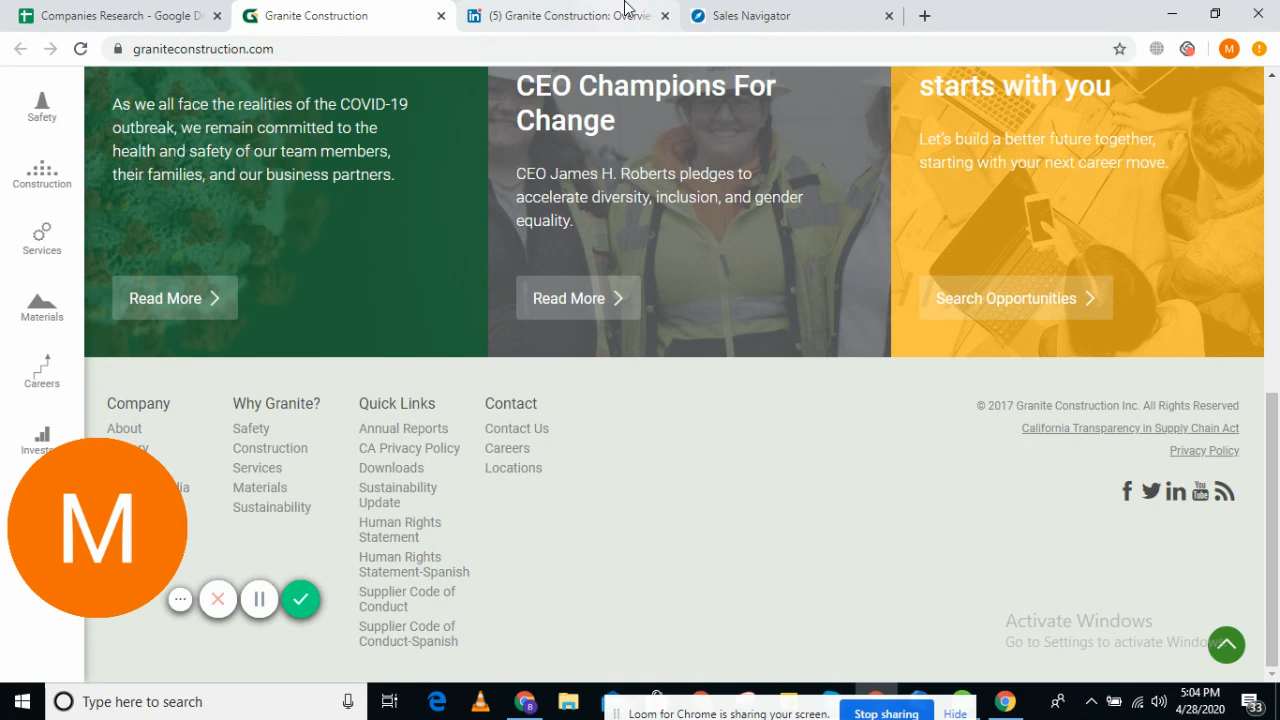 Companies Research - Google D
Granite Construction
(5) Granite Construction: Overvie
Sales Navigator
M
graniteconstruction.com
Safety
Construction
Services
Materials
Careers
As we all face the realities of the COVID-19
outbreak, we remain committed to the
health and safety of our team members,
their families, and our business partners.
Read More
CEO Champions For
Change
CEO James H. Roberts pledges to
accelerate diversity, inclusion, and gender
equality.
Read More
starts with you
Let's build a better future together,
starting with your next career move.
Search Opportunities
Company
About
Why Granite?
Safety
Construction
Services
Materials
Sustainability
Quick Links
Annual Reports
CA Privacy Policy
Downloads
Sustainability
Update
Human Rights
Statement
Human Rights
Statement-Spanish
Supplier Code of
Conduct
Supplier Code of
Conduct-Spanish
Contact
Contact Us
Careers
Locations
© 2017 Granite Construction Inc. All Rights Reserved
California Transparency in Supply Chain Act
Privacy Policy
You
Tube
M
Activate Windows
Go to Settings to activate Windows.
Type here to search
Loom for Chrome is sharing your screen.
Stop sharing
Hide
5:04 PM
4/28/2020
33